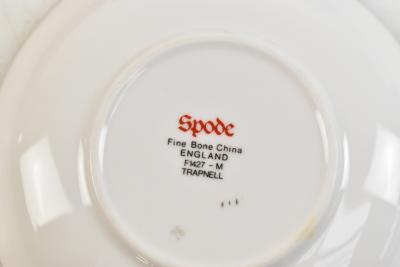 Spode
Fine Bone China
ENGLAND
F1427 - M
TRAPNELL